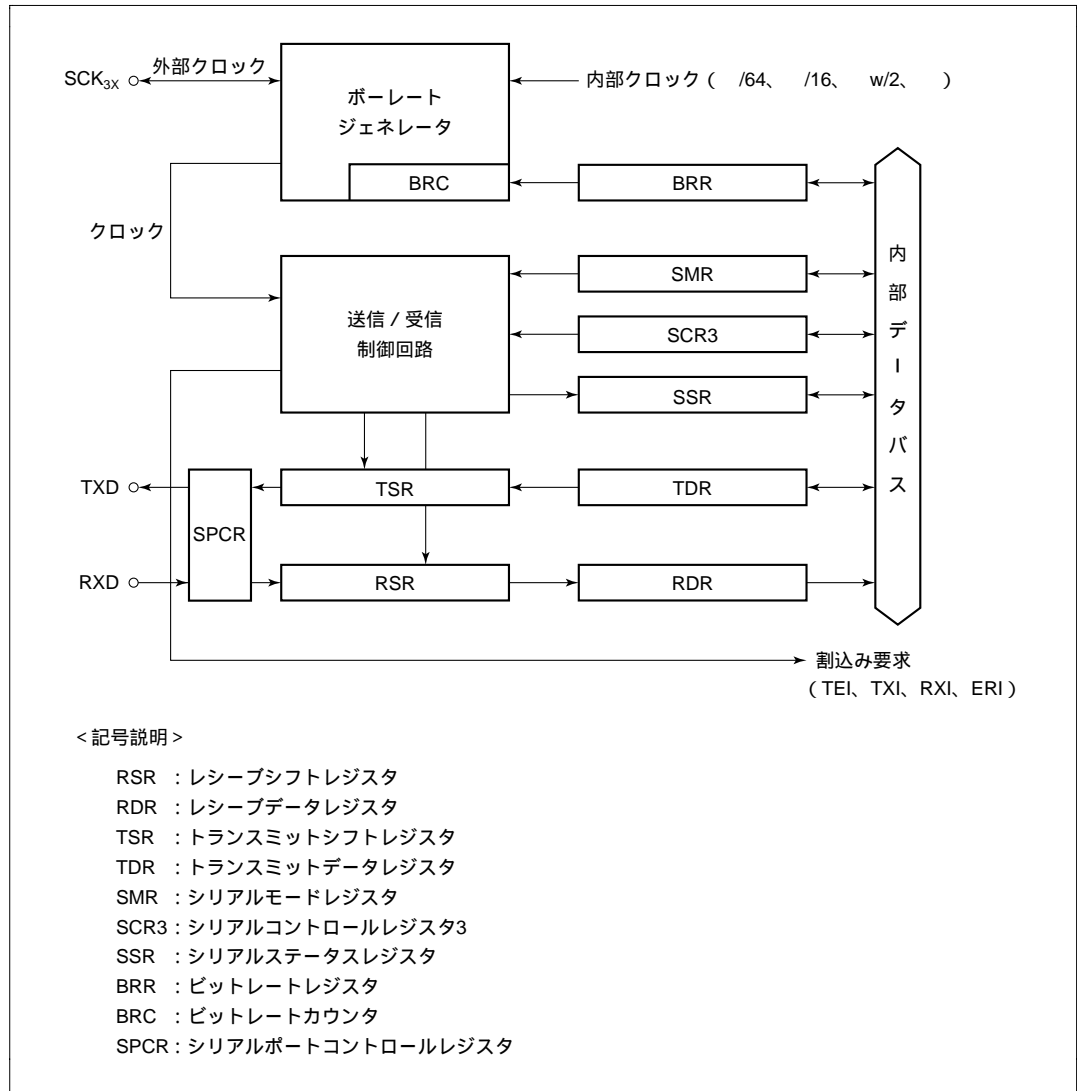 SCK3X
外部クロック
ボーレート
ジェネレータ
内部クロック（ /64、 /16、 w/2、 ）
BRC
BRR
クロック
送信 / 受信
制御回路
SMR
SCR3
SSR
内部データバス
TXD
SPCR
TSR
TDR
RXD
RSR
RDR
割込み要求
（TEI、TXI、RXI、ERI）
<記号説明>
RSR ：レシーブシフトレジスタ
RDR ：レシーブデータレジスタ
TSR ：トランスミットシフトレジスタ
TDR ：トランスミットデータレジスタ
SMR ：シリアルモードレジスタ
SCR3：シリアルコントロールレジスタ3
SSR ：シリアルステータスレジスタ
BRR ：ビットレートレジスタ
BRC ：ビットレートカウンタ
SPCR：シリアルポートコントロールレジスタ